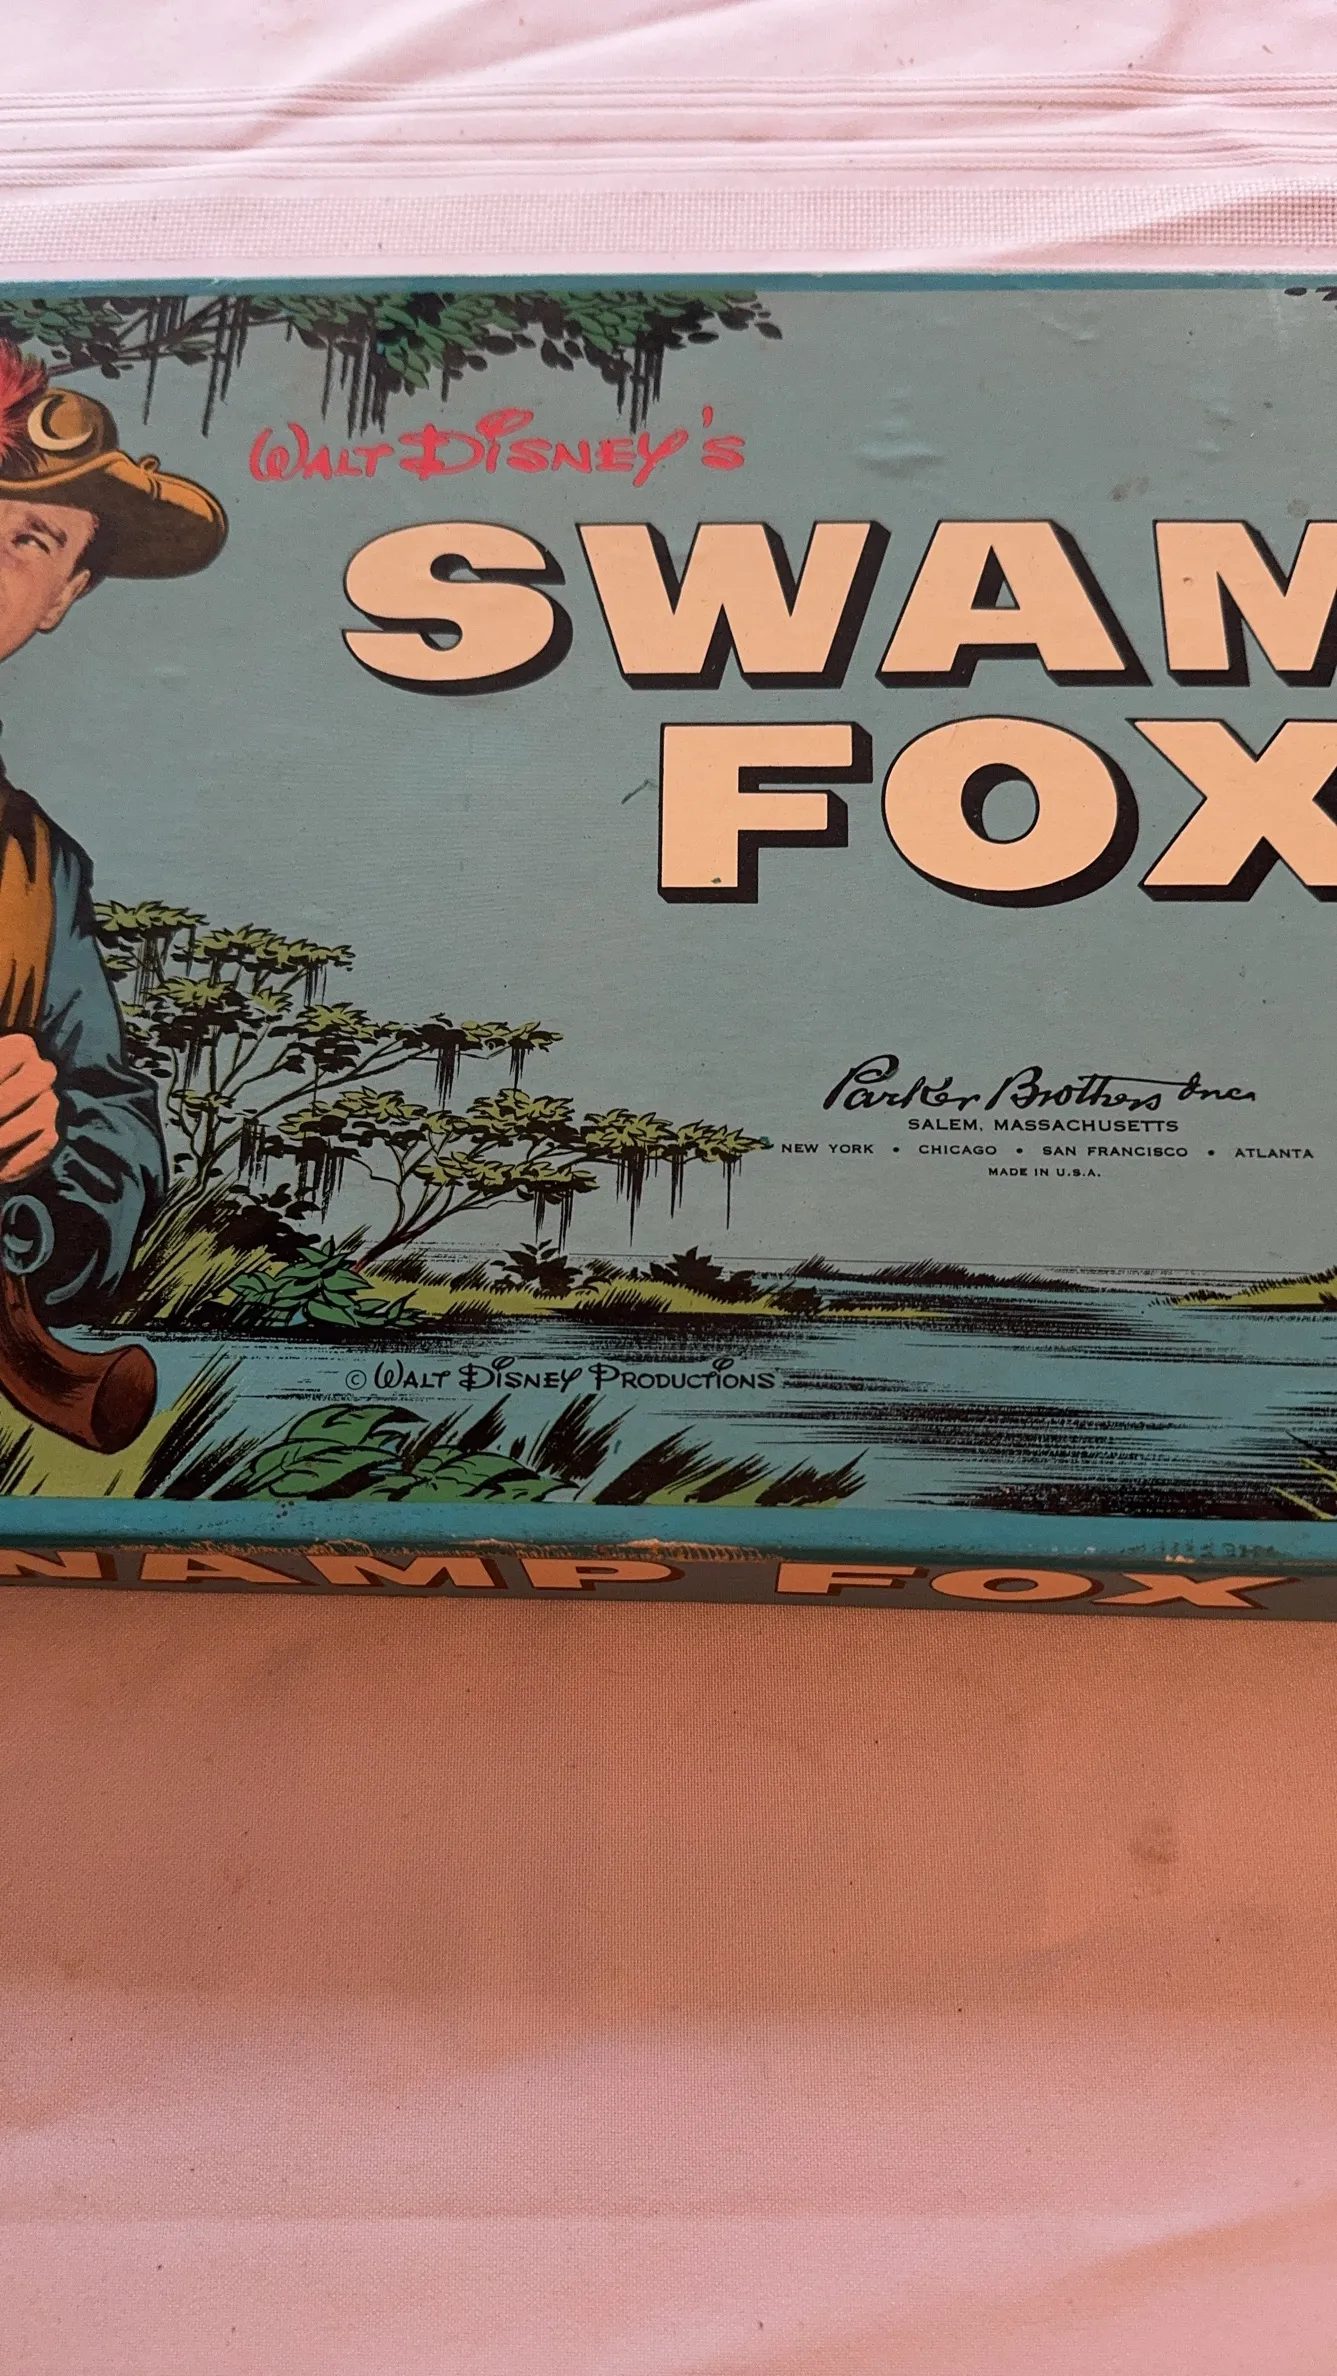 WALT DISNEY'S
SWAM
FOX
Parker Brothers Inc.
SALEM, MASSACHUSETTS
NEW YORK • CHICAGO • SAN FRANCISCO • ATLANTA
MADE IN U.S.A.
© WALT DISNEY PRODUCTIONS
WAMP FOX